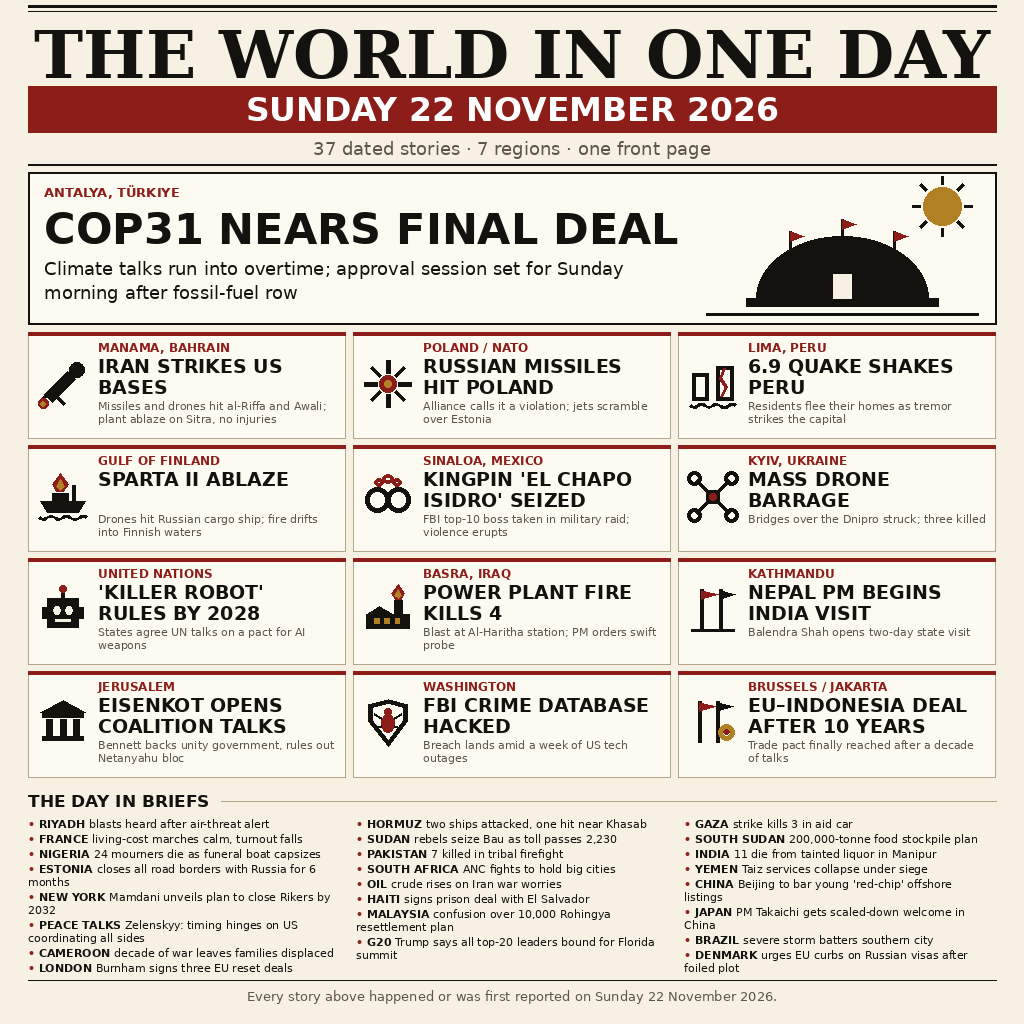 THE WORLD IN ONE DAY
SUNDAY 22 NOVEMBER 2026
37 dated stories · 7 regions · one front page
ANTALYA, TÜRKIYE
COP31 NEARS FINAL DEAL
Climate talks run into overtime; approval session set for Sunday
morning after fossil-fuel row
MANAMA, BAHRAIN
IRAN STRIKES US
BASES
Missiles and drones hit al-Riffa and Awali;
plant ablaze on Sitra, no injuries
POLAND / NATO
RUSSIAN MISSILES
HIT POLAND
Alliance calls it a violation; jets scramble
over Estonia
LIMA, PERU
6.9 QUAKE SHAKES
PERU
Residents flee their homes as tremor
strikes the capital
GULF OF FINLAND
SPARTA II ABLAZE
Drones hit Russian cargo ship; fire drifts
into Finnish waters
SINALOA, MEXICO
KINGPIN 'EL CHAPO
ISIDRO' SEIZED
FBI top-10 boss taken in military raid;
violence erupts
KYIV, UKRAINE
MASS DRONE
BARRAGE
Bridges over the Dnipro struck; three killed
UNITED NATIONS
'KILLER ROBOT'
RULES BY 2028
States agree UN talks on a pact for AI
weapons
BASRA, IRAQ
POWER PLANT FIRE
KILLS 4
Blast at Al-Haritha station; PM orders swift
probe
KATHMANDU
NEPAL PM BEGINS
INDIA VISIT
Balendra Shah opens two-day state visit
JERUSALEM
EISENKOT OPENS
COALITION TALKS
Bennett backs unity government, rules out
Netanyahu bloc
WASHINGTON
FBI CRIME DATABASE
HACKED
Breach lands amid a week of US tech
outages
BRUSSELS / JAKARTA
EU–INDONESIA DEAL
AFTER 10 YEARS
Trade pact finally reached after a decade
of talks
THE DAY IN BRIEFS
• RIYADH blasts heard after air-threat alert
• FRANCE living-cost marches calm, turnout falls
• NIGERIA 24 mourners die as funeral boat capsizes
• ESTONIA closes all road borders with Russia for 6
months
• NEW YORK Mamdani unveils plan to close Rikers by
2032
• PEACE TALKS Zelenskyy: timing hinges on US
coordinating all sides
• CAMEROON decade of war leaves families displaced
• LONDON Burnham signs three EU reset deals
• HORMUZ two ships attacked, one hit near Khasab
• SUDAN rebels seize Bau as toll passes 2,230
• PAKISTAN 7 killed in tribal firefight
• SOUTH AFRICA ANC fights to hold big cities
• OIL crude rises on Iran war worries
• HAITI signs prison deal with El Salvador
• MALAYSIA confusion over 10,000 Rohingya
resettlement plan
• G20 Trump says all top-20 leaders bound for Florida
summit
• GAZA strike kills 3 in aid car
• SOUTH SUDAN 200,000-tonne food stockpile plan
• INDIA 11 die from tainted liquor in Manipur
• YEMEN Taiz services collapse under siege
• CHINA Beijing to bar young 'red-chip' offshore
listings
• JAPAN PM Takaichi gets scaled-down welcome in
China
• BRAZIL severe storm batters southern city
• DENMARK urges EU curbs on Russian visas after
foiled plot
Every story above happened or was first reported on Sunday 22 November 2026.